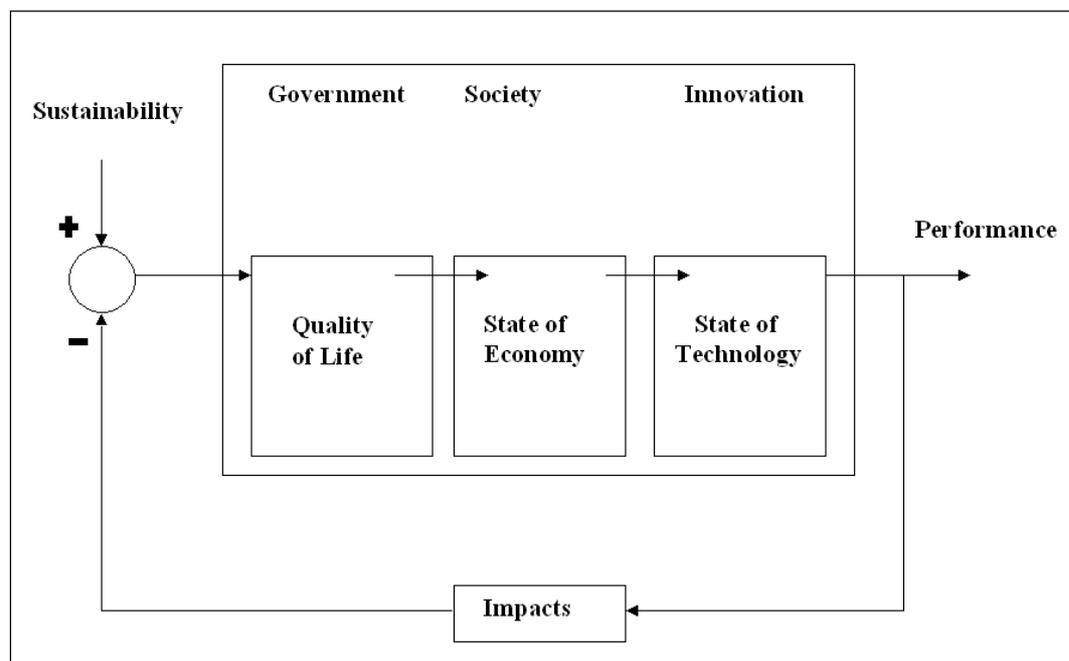 Government Society Innovation
Sustainability
+
Performance
Quality
of Life
State of
Economy
State of
Technology
-
Impacts